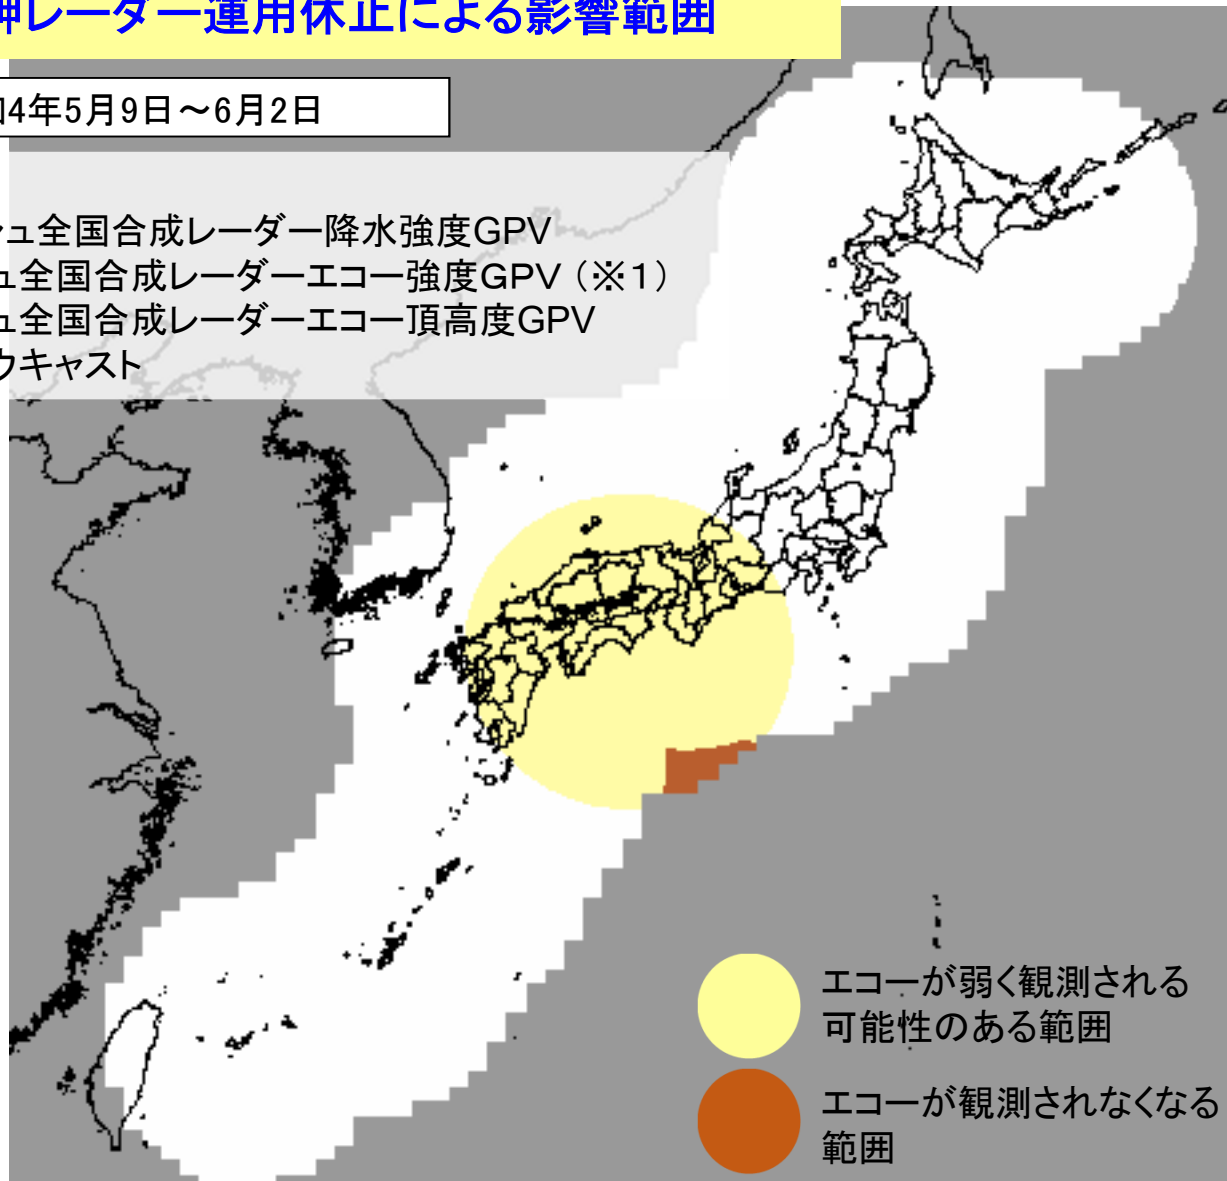 レーダー運用休止による影響範囲
4年5月9日～6月2日
ュ全国合成レーダー降水強度GPV
ュ全国合成レーダーエコー強度GPV（※１）
ュ全国合成レーダーエコー頂高度GPV
ウキャスト
エコーが弱く観測される
可能性のある範囲
エコーが観測されなくなる
範囲